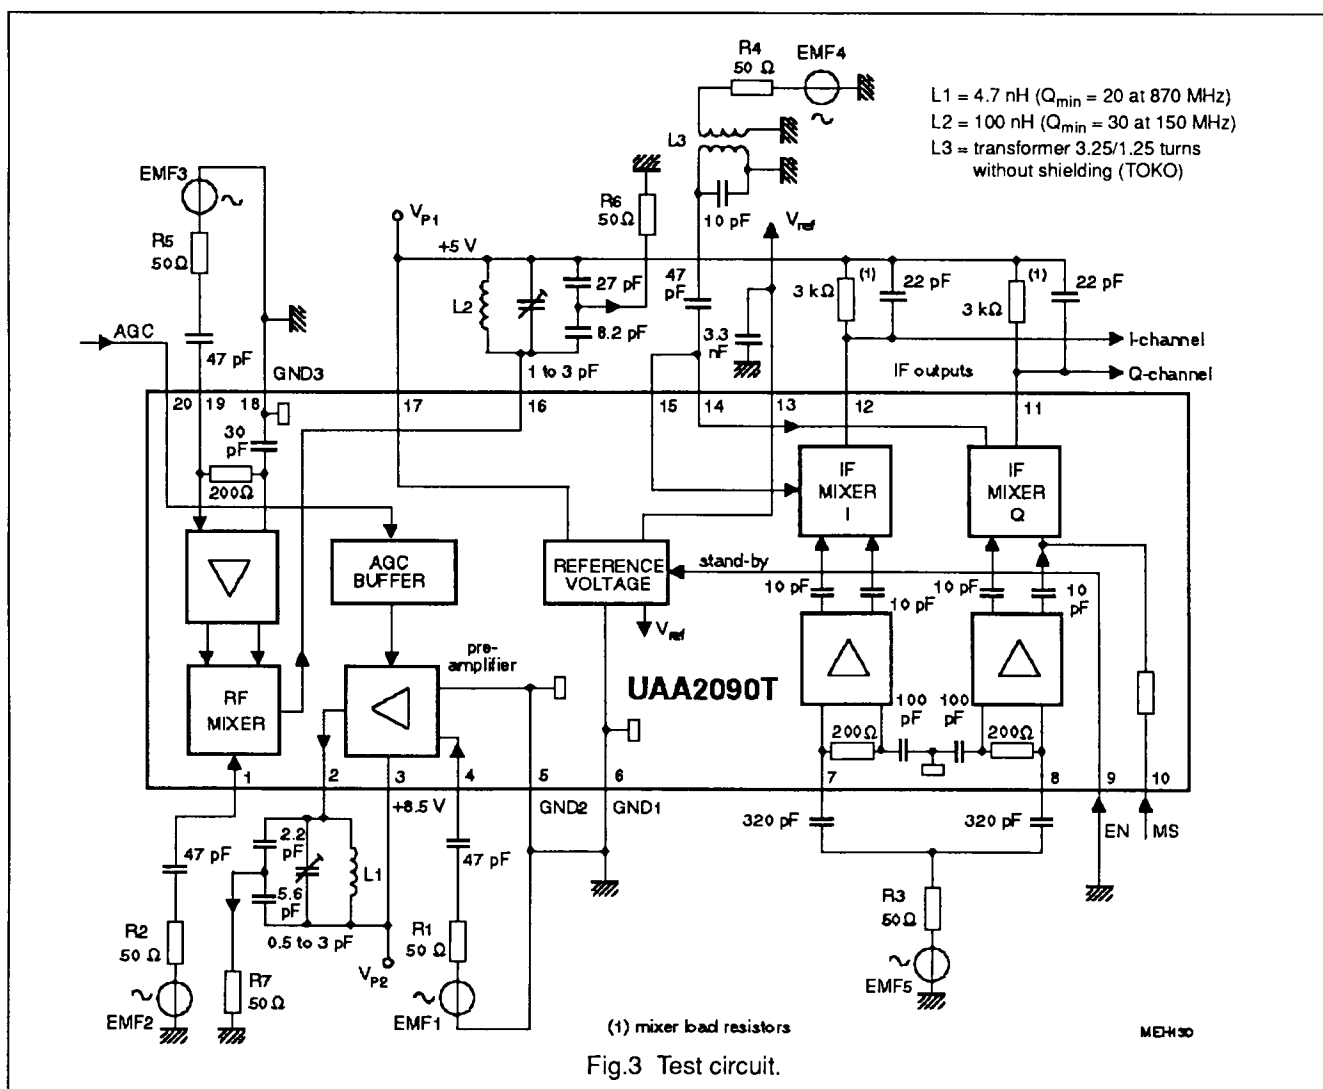 R4
50 Ω
EMF4
L1 = 4.7 nH (Qmin = 20 at 870 MHz)
L2 = 100 nH (Qmin = 30 at 150 MHz)
L3 = transformer 3.25/1.25 turns
without shielding (TOKO)
L3
EMF3
R5
50Ω
VP1
+5 V
R6
50Ω
10 pF
Vref
47 pF
AGC
GND3
L2
27 pF
8.2 pF
1 to 3 pF
47
pF
3.3
nF
3 kΩ
(1)
22 pF
3 kΩ
(1)
22 pF
I-channel
IF outputs
Q-channel
20
19
18
17
16
15
14
13
12
11
30
pF
200Ω
AGC
BUFFER
REFERENCE
VOLTAGE
stand-by
Vref
IF
MIXER
I
IF
MIXER
Q
10 pF
10 pF
10 pF
10
pF
RF
MIXER
pre-
amplifier
UAA2090T
100
pF
100
pF
200Ω
200Ω
1
2
3
4
5
6
7
8
9
10
+8.5 V
GND2
GND1
320 pF
320 pF
EN
MS
47 pF
2.2
pF
5.6
pF
L1
0.5 to 3 pF
47 pF
R2
50 Ω
EMF2
R7
50 Ω
VP2
R1
50 Ω
EMF1
R3
50Ω
EMF5
(1) mixer load resistors
MEH130
Fig.3 Test circuit.